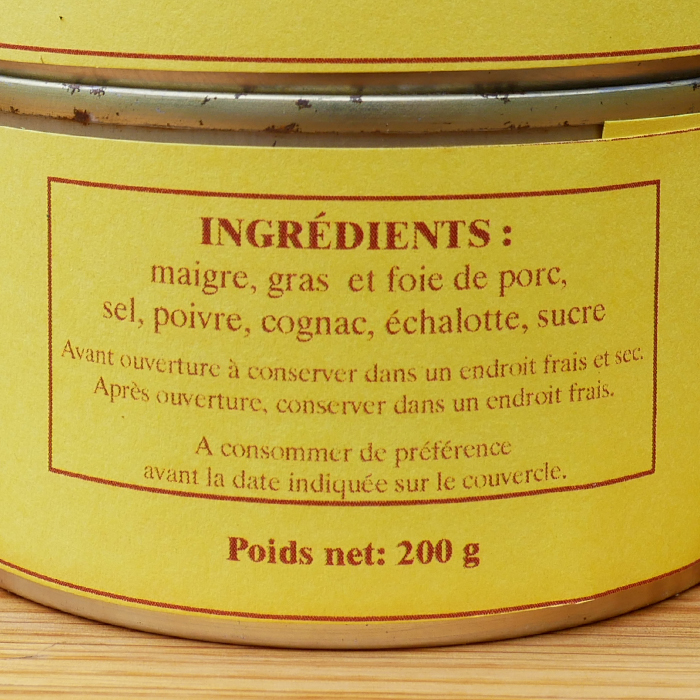 INGRÉDIENTS :
maigre, gras et foie de porc,
sel, poivre, cognac, échalotte, sucre
Avant ouverture à conserver dans un endroit frais et sec.
Après ouverture, conserver dans un endroit frais.
A consommer de préférence
avant la date indiquée sur le couvercle.
Poids net: 200 g